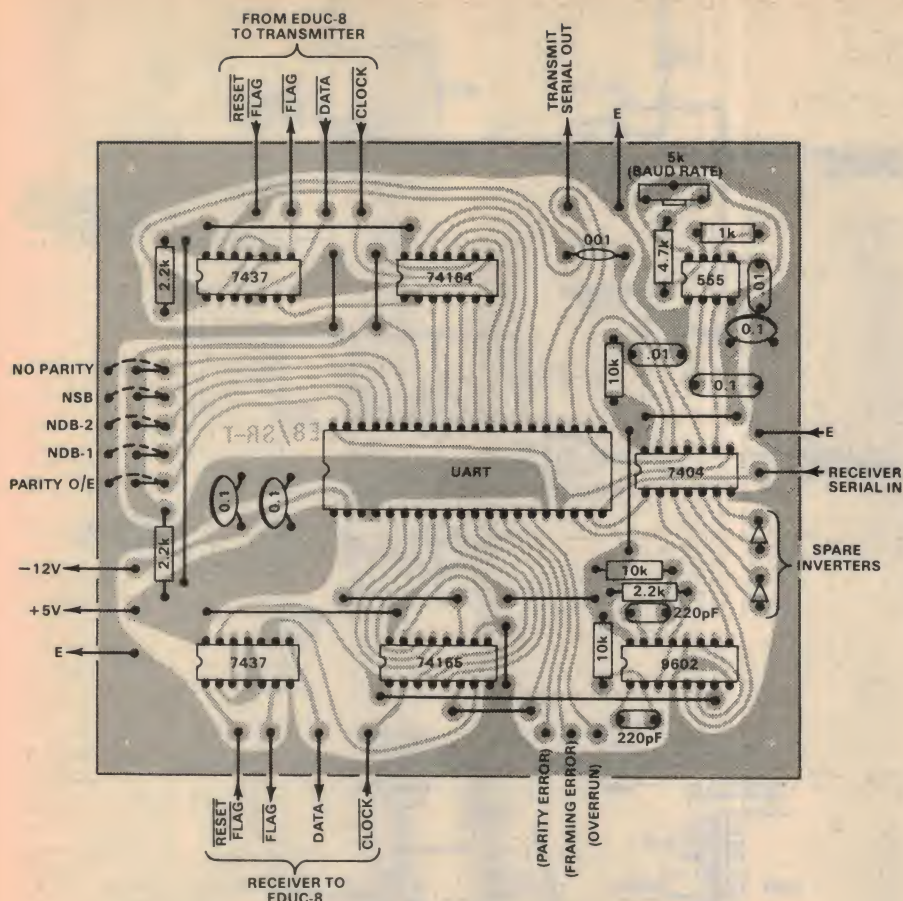 FROM EDUC-8
TO TRANSMITTER
RESET
FLAG
FLAG
DATA
CLOCK
TRANSMIT
SERIAL OUT
E
5k
(BAUD RATE)
2.2k
7437
74164
001
4.7k
1k
555
.01
0.1
10k
.01
0.1
NO PARITY
NSB
NDB-2
NDB-1
PARITY O/E
E8/SR-T
UART
7404
E
RECEIVER
SERIAL IN
0.1
0.1
2.2k
-12V
+5V
E
SPARE
INVERTERS
10k
2.2k
220pF
7437
74165
10k
9602
220pF
RESET
FLAG
FLAG
DATA
CLOCK
(PARITY ERROR)
(FRAMING ERROR)
(OVERRUN)
RECEIVER TO
EDUC-8